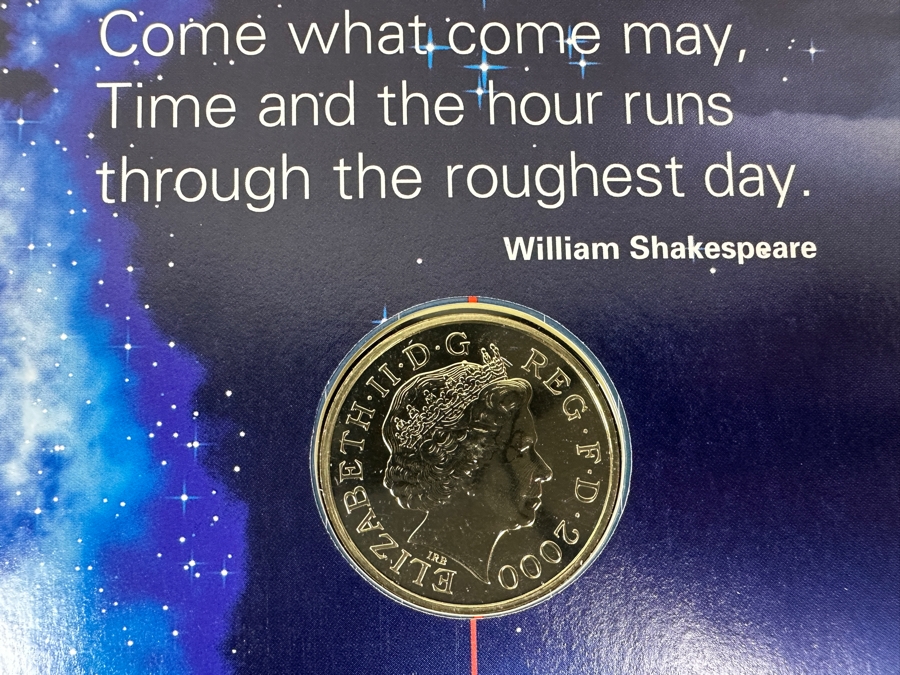 Come what come may,
Time and the hour runs
through the roughest day.
William Shakespeare
ELIZABETH·II·D·G REG·F·D·2000
IRB